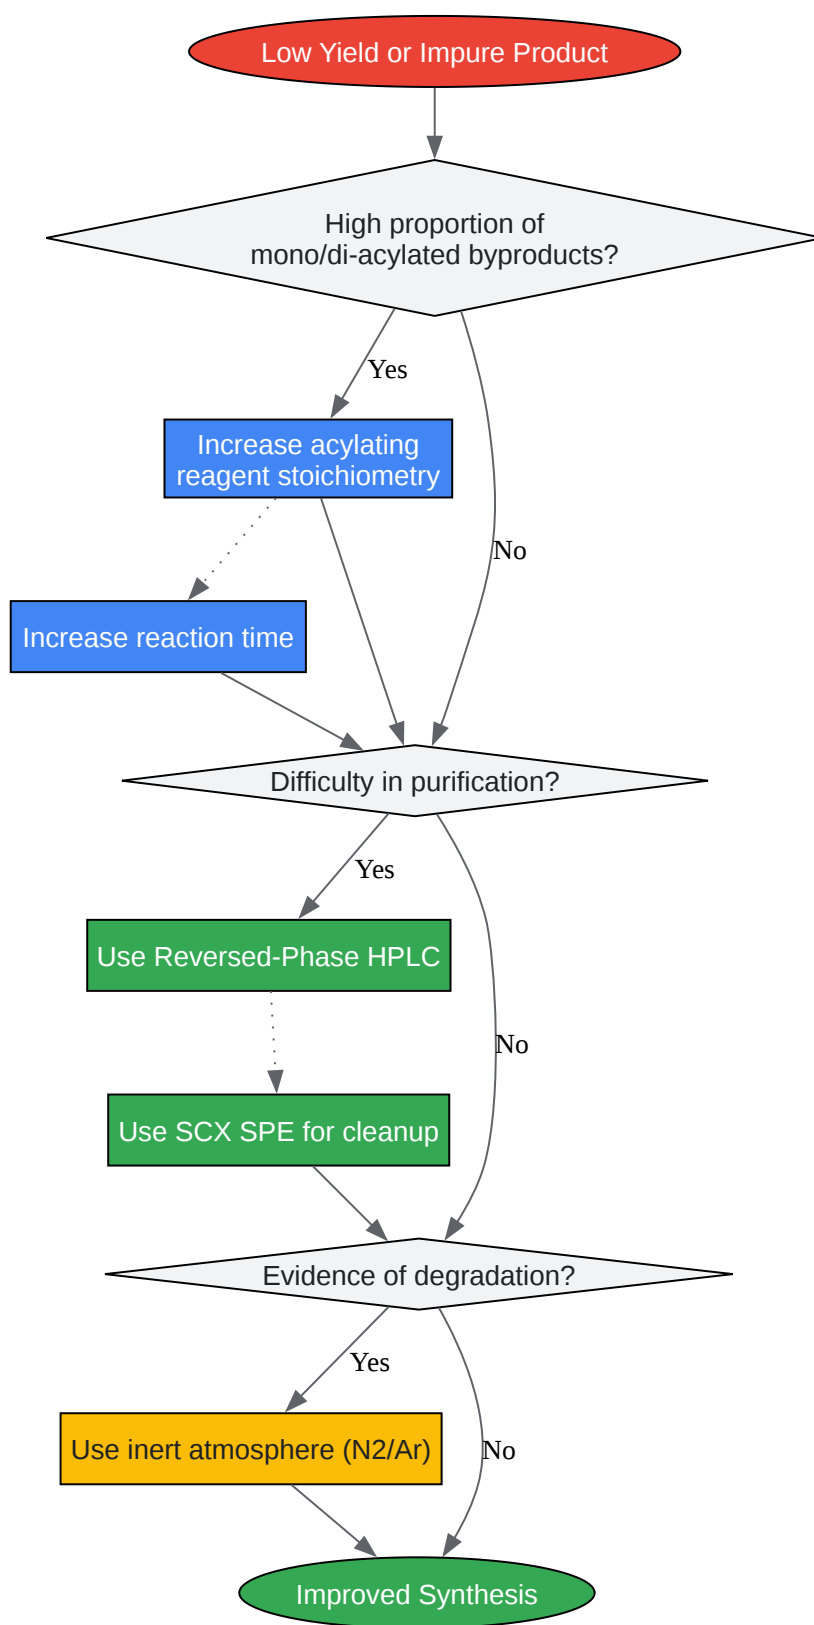 Low Yield or Impure Product
High proportion of
mono/di-acylated byproducts?
Yes
Increase acylating
reagent stoichiometry
No
Increase reaction time
Difficulty in purification?
Yes
Use Reversed-Phase HPLC
No
Use SCX SPE for cleanup
Evidence of degradation?
Yes
Use inert atmosphere (N2/Ar)
No
Improved Synthesis